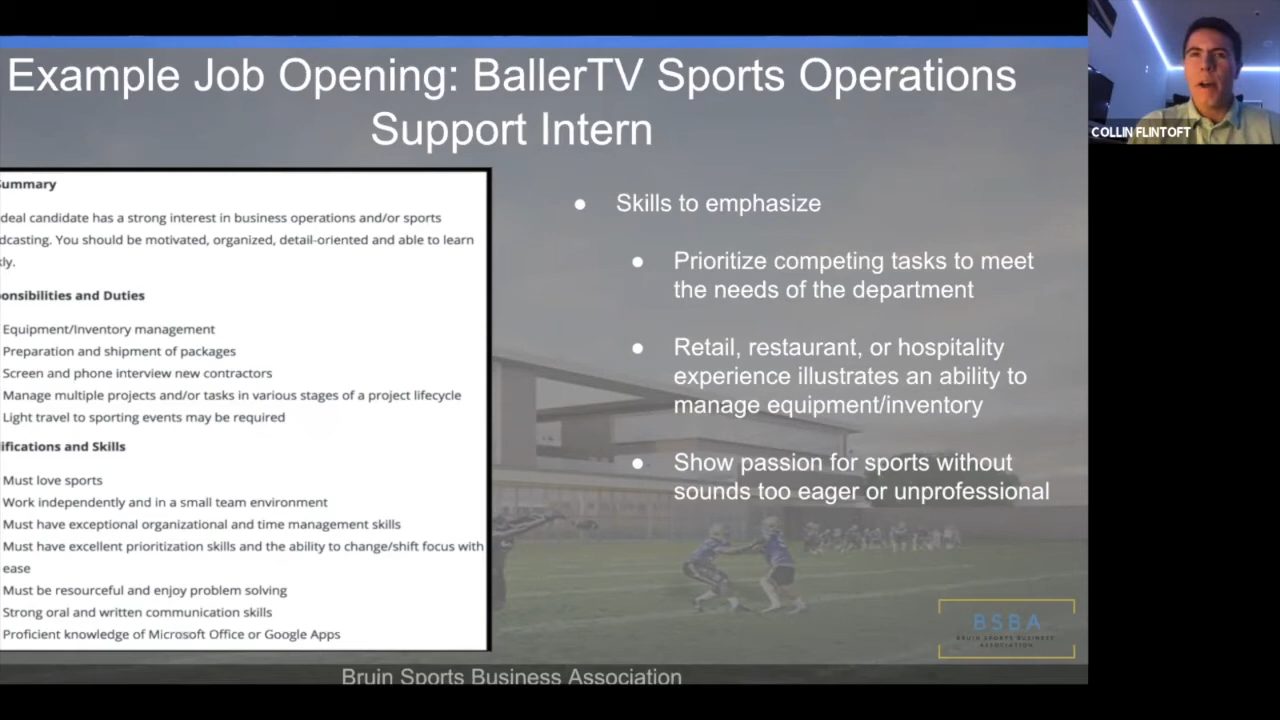 Example Job Opening: BallerTV Sports Operations
Support Intern
COLLIN FLINTOFT
Summary
deal candidate has a strong interest in business operations and/or sports
dcasting. You should be motivated, organized, detail-oriented and able to learn
kly.
onsibilities and Duties
Equipment/Inventory management
Preparation and shipment of packages
Screen and phone interview new contractors
Manage multiple projects and/or tasks in various stages of a project lifecycle
Light travel to sporting events may be required
ifications and Skills
Must love sports
Work independently and in a small team environment
Must have exceptional organizational and time management skills
Must have excellent prioritization skills and the ability to change/shift focus with
ease
Must be resourceful and enjoy problem solving
Strong oral and written communication skills
Proficient knowledge of Microsoft Office or Google Apps
● Skills to emphasize
● Prioritize competing tasks to meet
the needs of the department
● Retail, restaurant, or hospitality
experience illustrates an ability to
manage equipment/inventory
● Show passion for sports without
sounds too eager or unprofessional
BSBA
BRUIN SPORTS BUSINESS
ASSOCIATION
Bruin Sports Business Association